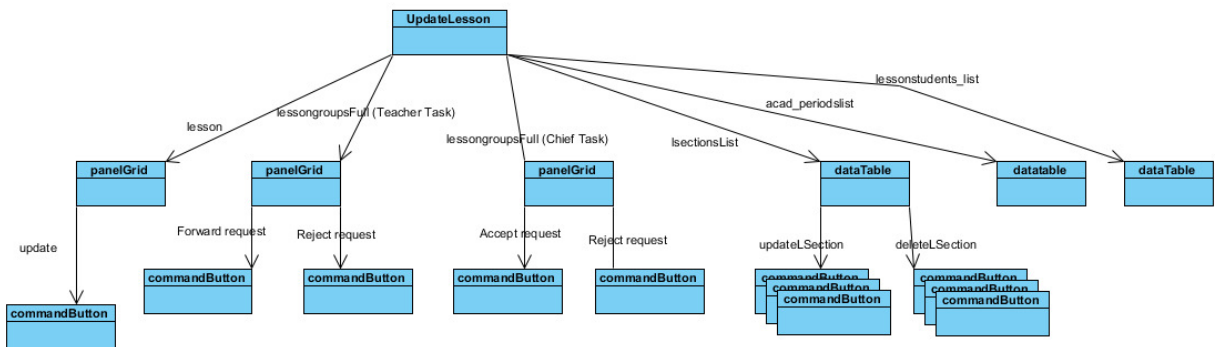 UpdateLesson
lessonstudents_list
acad_periodslist
lessongroupsFull (Teacher Task)
lesson
lessongroupsFull (Chief Task)
lsectionsList
panelGrid
panelGrid
panelGrid
dataTable
datatable
dataTable
Forward request
Reject request
Accept request
Reject request
update
updateLSection
deleteLSection
commandButton
commandButton
commandButton
commandButton
commandButton
commandButton
commandButton
commandButton
commandButton
commandButton
commandButton